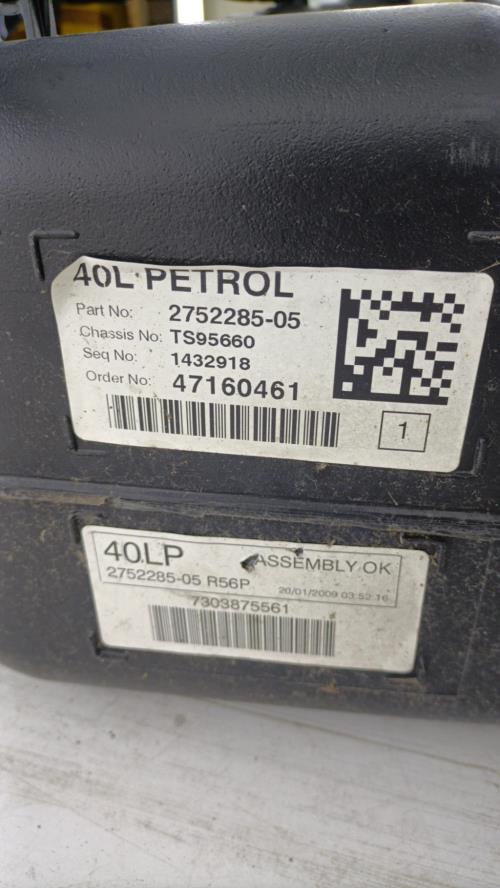 40L PETROL
Part No: 2752285-05
Chassis No: TS95660
Seq No: 1432918
Order No: 47160461
1
40LP
ASSEMBLY OK
2752285-05 R56P
20/01/2009 03:52:16
7303875561